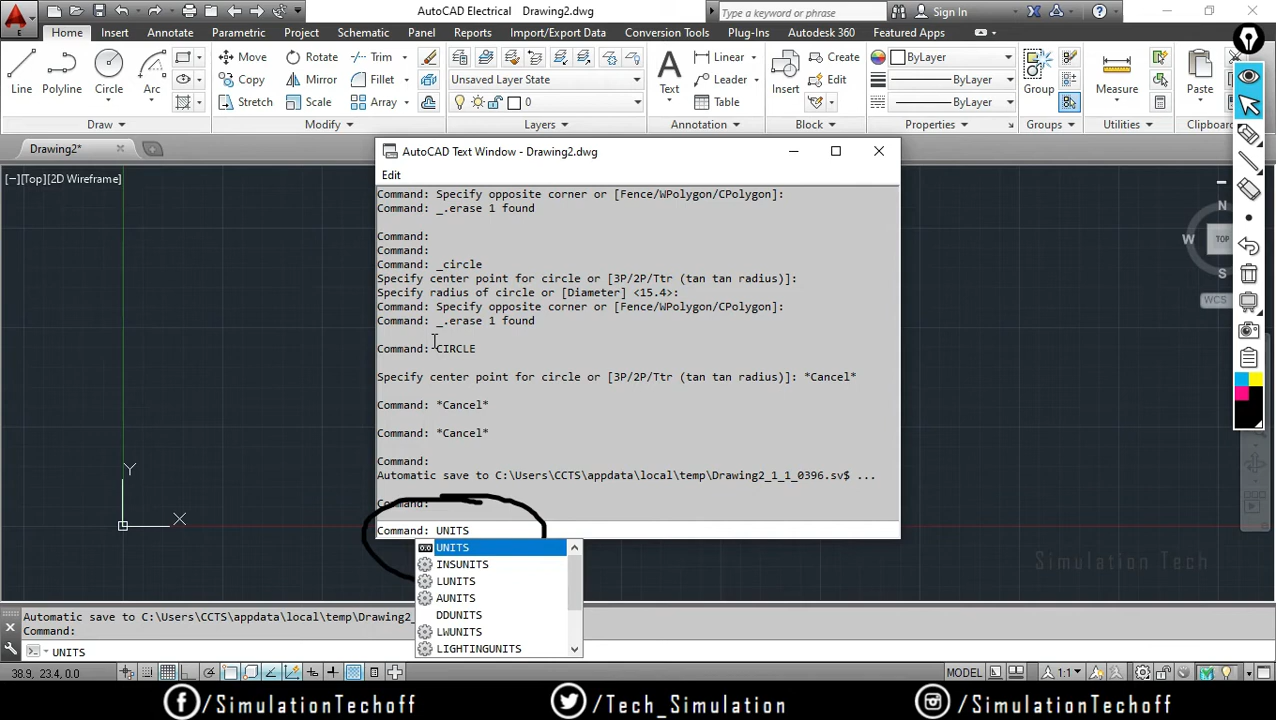 AutoCAD Electrical Drawing2.dwg
Type a keyword or phrase
Sign In
Home Insert Annotate Parametric Project Schematic Panel Reports Import/Export Data Conversion Tools Plug-Ins Autodesk 360 Featured Apps
Line Polyline Circle Arc
Move Rotate Trim
Copy Mirror Fillet
Stretch Scale Array
Unsaved Layer State
0
Text
Linear
Leader
Table
Insert
Create
Edit
ByLayer
ByLayer
ByLayer
Group
Measure
Paste
Draw Modify Layers Annotation Block Properties Groups Utilities Clipboard
Drawing2*
[−][Top][2D Wireframe]
AutoCAD Text Window - Drawing2.dwg
Edit
Command: Specify opposite corner or [Fence/WPolygon/CPolygon]:
Command: _.erase 1 found
Command:
Command:
Command: _circle
Specify center point for circle or [3P/2P/Ttr (tan tan radius)]:
Specify radius of circle or [Diameter] <15.4>:
Command: Specify opposite corner or [Fence/WPolygon/CPolygon]:
Command: _.erase 1 found
Command: CIRCLE
Specify center point for circle or [3P/2P/Ttr (tan tan radius)]: *Cancel*
Command: *Cancel*
Command: *Cancel*
Command:
Automatic save to C:\Users\CCTS\appdata\local\temp\Drawing2_1_1_0396.sv$ ...
Command:
Command: UNITS
UNITS
INSUNITS
LUNITS
AUNITS
DDUNITS
LWUNITS
LIGHTINGUNITS
N
W TOP
S
WCS
Y
X
Simulation Tech
Automatic save to C:\Users\CCTS\appdata\local\temp\Drawing2_
Command:
UNITS
38.9, 23.4, 0.0
MODEL
1:1
/SimulationTechoff /Tech_Simulation /SimulationTechoff